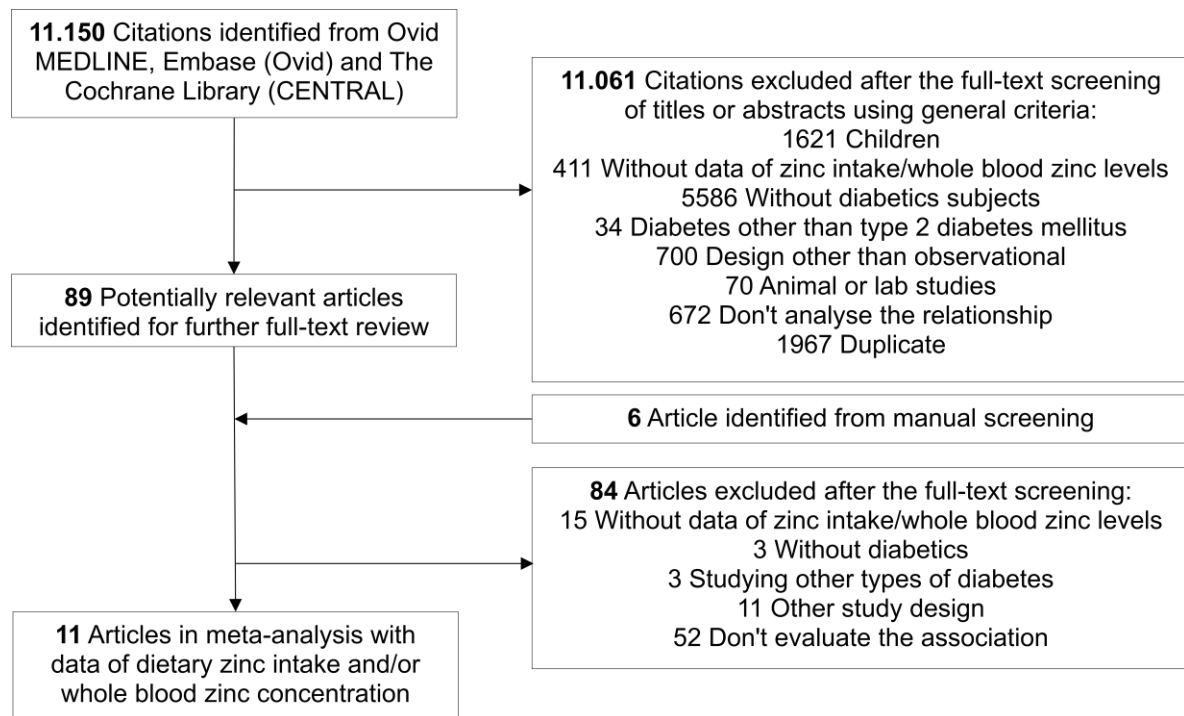 11.150 Citations identified from Ovid
MEDLINE, Embase (Ovid) and The
Cochrane Library (CENTRAL)
11.061 Citations excluded after the full-text screening
of titles or abstracts using general criteria:
1621 Children
411 Without data of zinc intake/whole blood zinc levels
5586 Without diabetics subjects
34 Diabetes other than type 2 diabetes mellitus
700 Design other than observational
70 Animal or lab studies
672 Don't analyse the relationship
1967 Duplicate
89 Potentially relevant articles
identified for further full-text review
6 Article identified from manual screening
84 Articles excluded after the full-text screening:
15 Without data of zinc intake/whole blood zinc levels
3 Without diabetics
3 Studying other types of diabetes
11 Other study design
52 Don't evaluate the association
11 Articles in meta-analysis with
data of dietary zinc intake and/or
whole blood zinc concentration